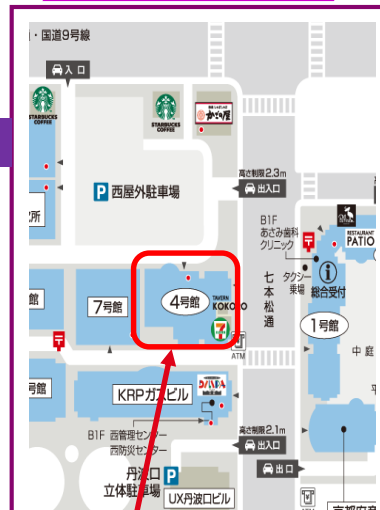 ・国道9号線
入口
STARBUCKS
COFFEE
STARBUCKS
COFFEE
かごの屋
高さ制限2.3m
出入口
P 西屋外駐車場
B1F
あさみ歯科
クリニック
RESTAURANT
PATIO
タクシー
乗場
i
総合受付
七本松通
4号館
TAVERN
KOKORO
7号館
館
1号館
ATM
中庭
KRPガスビル
号館
B1F 西管理センター
西防災センター
高さ制限2.1m
出入口
出口
丹波口
立体駐車場
P
UX丹波口ビル